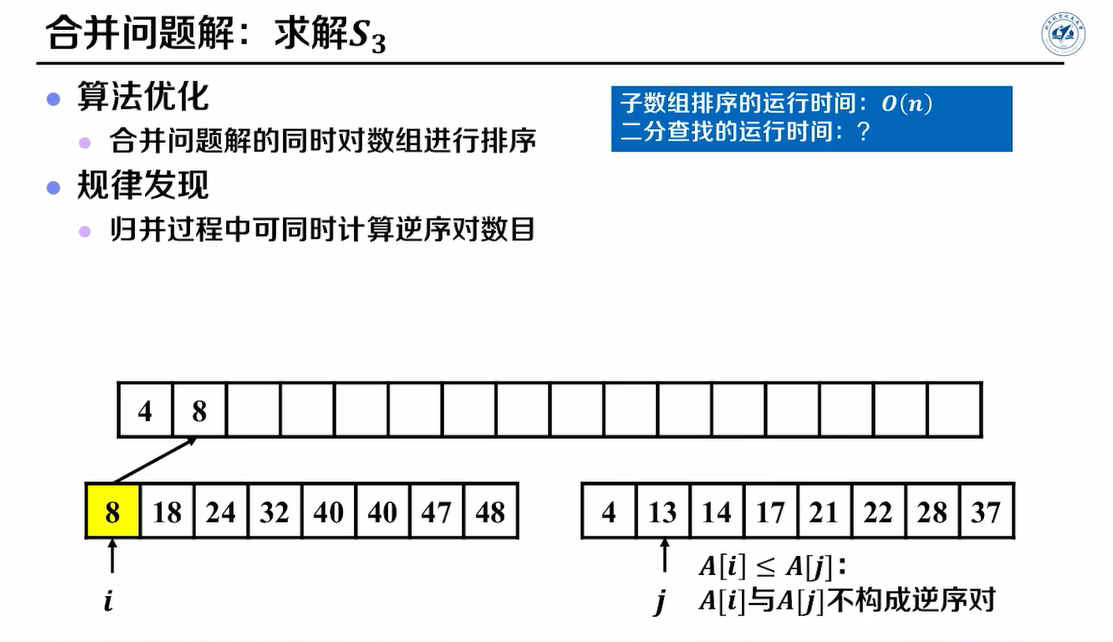 合并问题解：求解S₃
算法优化
合并问题解的同时对数组进行排序
规律发现
归并过程中可同时计算逆序对数目
子数组排序的运行时间：O(n)
二分查找的运行时间：？
4 8
8 18 24 32 40 40 47 48
4 13 14 17 21 22 28 37
i
j
A[i] ≤ A[j]：
A[i]与A[j]不构成逆序对